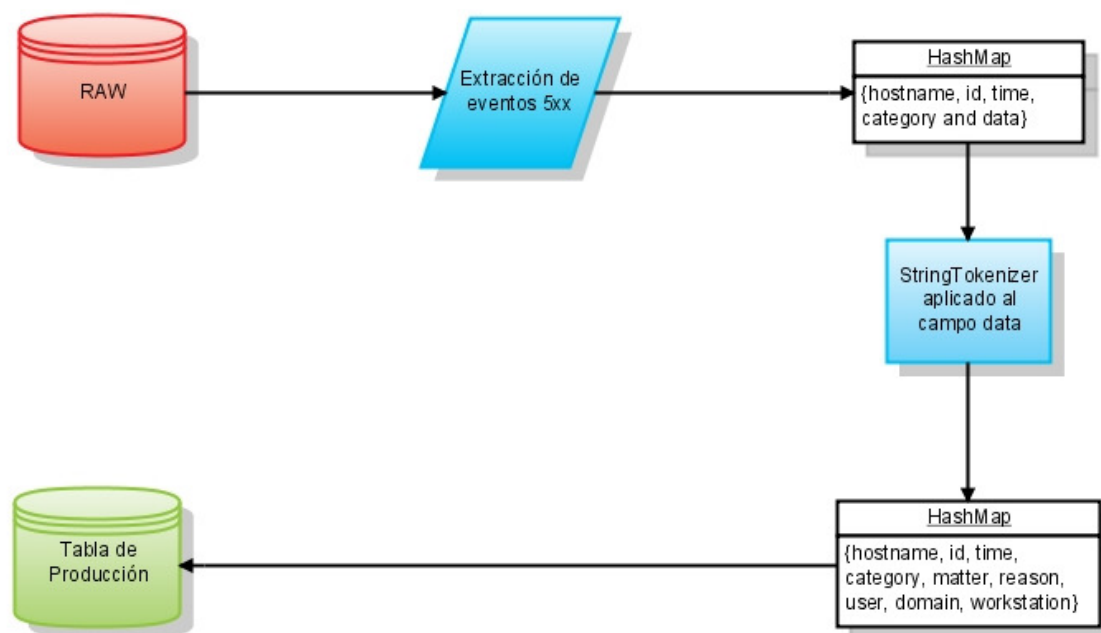 RAW
Extracción de
eventos 5xx
HashMap
{hostname, id, time,
category and data}
StringTokenizer
aplicado al
campo data
HashMap
{hostname, id, time,
category, matter, reason,
user, domain, workstation}
Tabla de
Producción